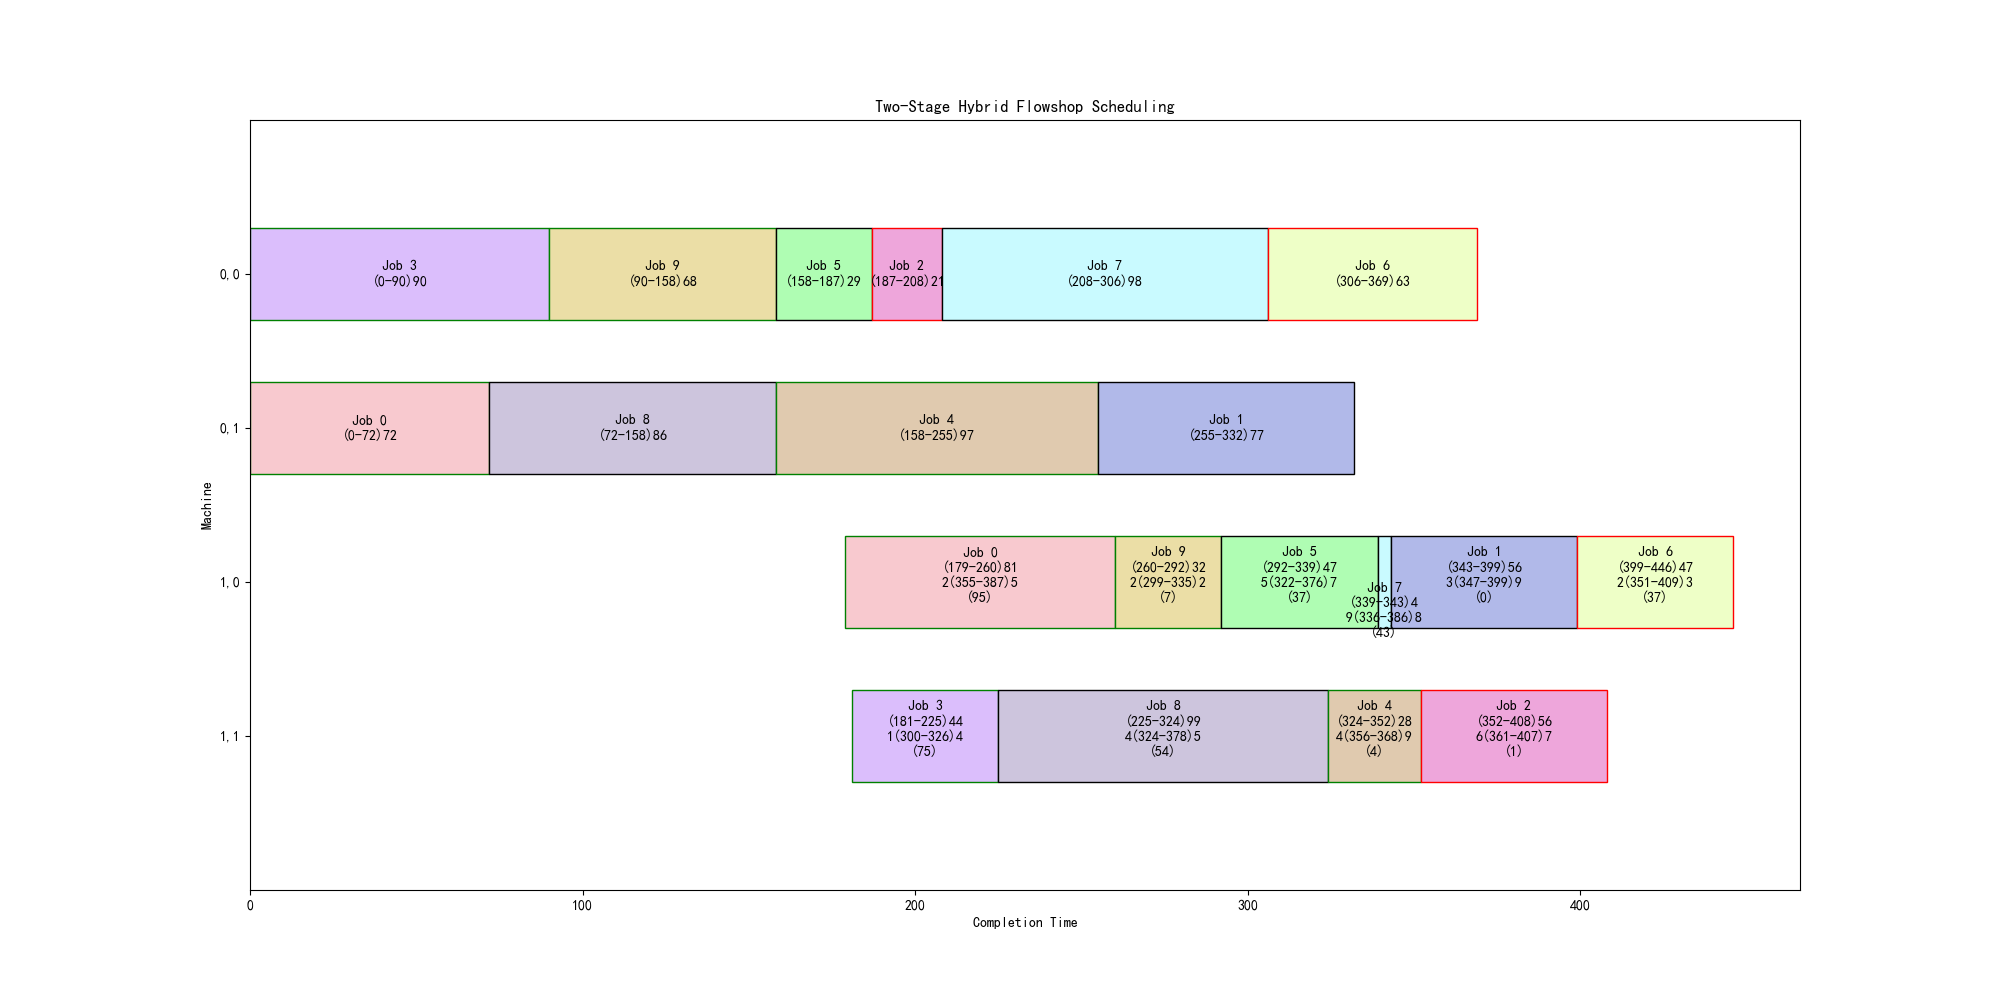 Two-Stage Hybrid Flowshop Scheduling
Machine
0,0
Job 3
(0-90)90
Job 9
(90-158)68
Job 5
(158-187)29
Job 2
(187-208)21
Job 7
(208-306)98
Job 6
(306-369)63
0,1
Job 0
(0-72)72
Job 8
(72-158)86
Job 4
(158-255)97
Job 1
(255-332)77
1,0
Job 0
(179-260)81
2(355-387)5
(95)
Job 9
(260-292)32
2(299-335)2
(7)
Job 5
(292-339)47
5(322-376)7
(37)
Job 7
(339-343)4
9(336-386)8
(43)
Job 1
(343-399)56
3(347-399)9
(0)
Job 6
(399-446)47
2(351-409)3
(37)
1,1
Job 3
(181-225)44
1(300-326)4
(75)
Job 8
(225-324)99
4(324-378)5
(54)
Job 4
(324-352)28
4(356-368)9
(4)
Job 2
(352-408)56
6(361-407)7
(1)
0
100
200
300
400
Completion Time